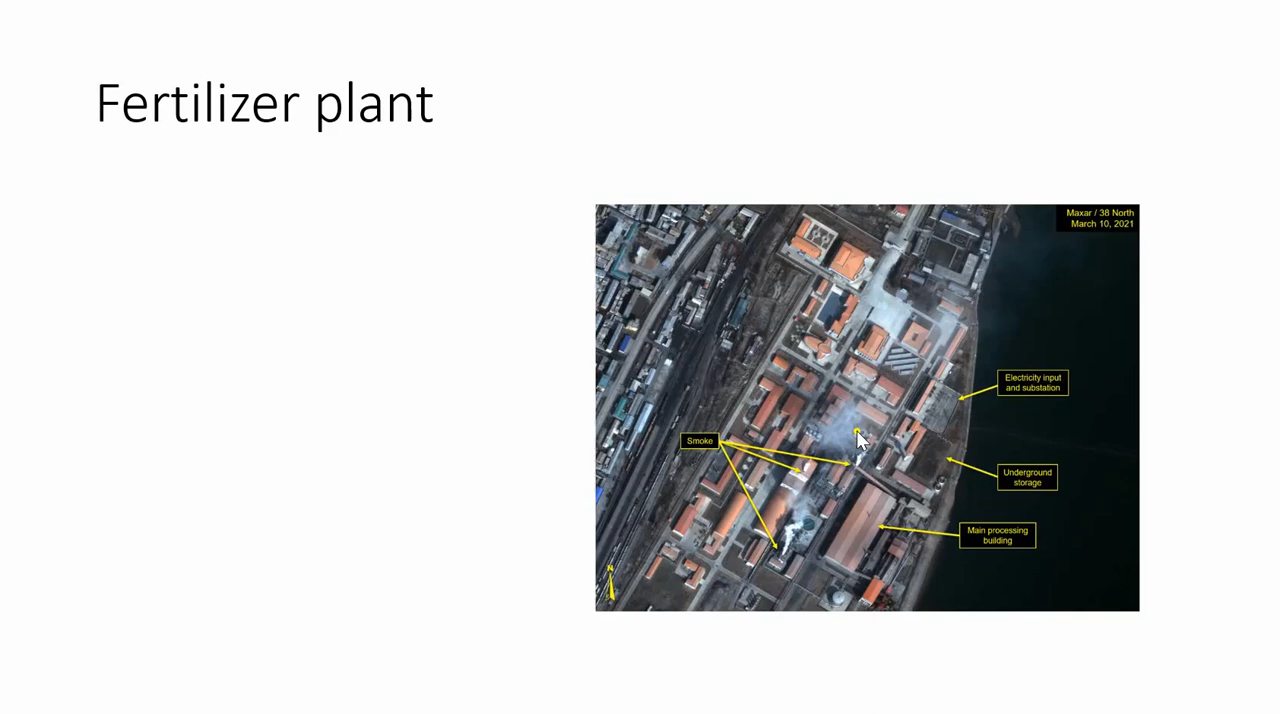 Fertilizer plant
Maxar / 38 North
March 10, 2021
Electricity input
and substation
Smoke
Underground
storage
Main processing
building
N